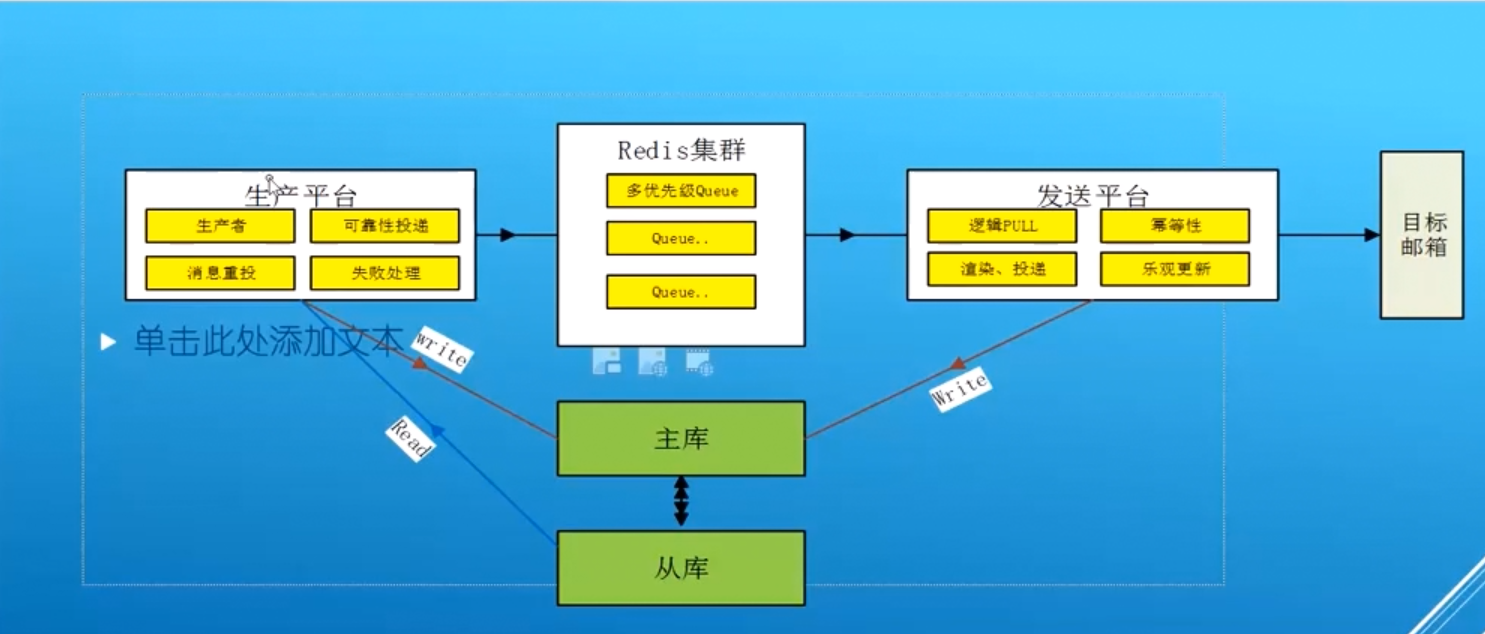 Redis集群
多优先级Queue
Queue..
Queue..
生产平台
生产者
可靠性投递
消息重投
失败处理
发送平台
逻辑PULL
幂等性
渲染、投递
乐观更新
目标
邮箱
单击此处添加文本
write
Write
Read
主库
从库